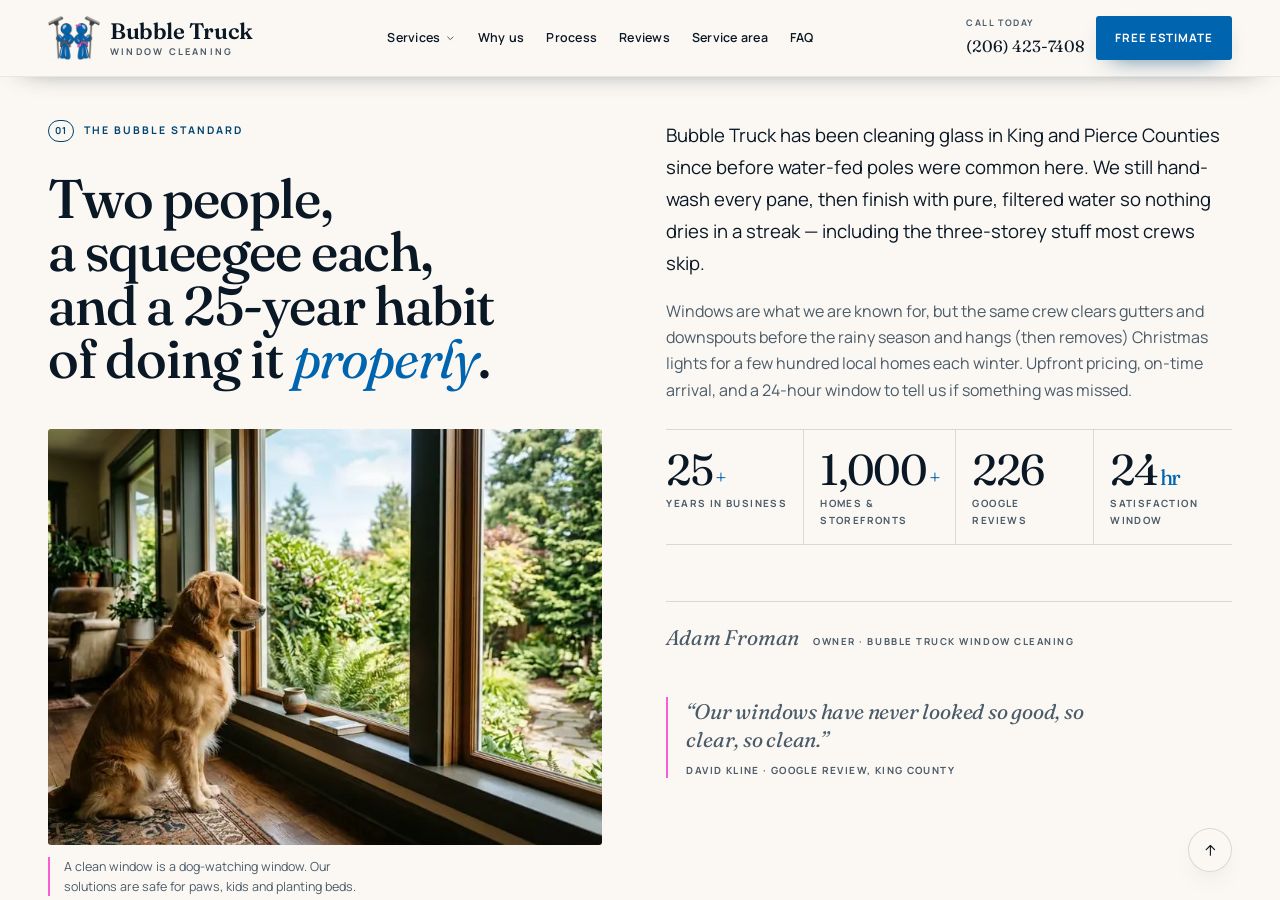 Bubble Truck
WINDOW CLEANING
Services
Why us
Process
Reviews
Service area
FAQ
CALL TODAY
(206) 423-7408
FREE ESTIMATE
01
THE BUBBLE STANDARD
Two people,
a squeegee each,
and a 25-year habit
of doing it properly.
A clean window is a dog-watching window. Our
solutions are safe for paws, kids and planting beds.
Bubble Truck has been cleaning glass in King and Pierce Counties
since before water-fed poles were common here. We still hand-
wash every pane, then finish with pure, filtered water so nothing
dries in a streak — including the three-storey stuff most crews
skip.
Windows are what we are known for, but the same crew clears gutters and
downspouts before the rainy season and hangs (then removes) Christmas
lights for a few hundred local homes each winter. Upfront pricing, on-time
arrival, and a 24-hour window to tell us if something was missed.
25+
YEARS IN BUSINESS
1,000+
HOMES &
STOREFRONTS
226
GOOGLE
REVIEWS
24hr
SATISFACTION
WINDOW
Adam Froman
OWNER · BUBBLE TRUCK WINDOW CLEANING
“Our windows have never looked so good, so
clear, so clean.”
DAVID KLINE · GOOGLE REVIEW, KING COUNTY